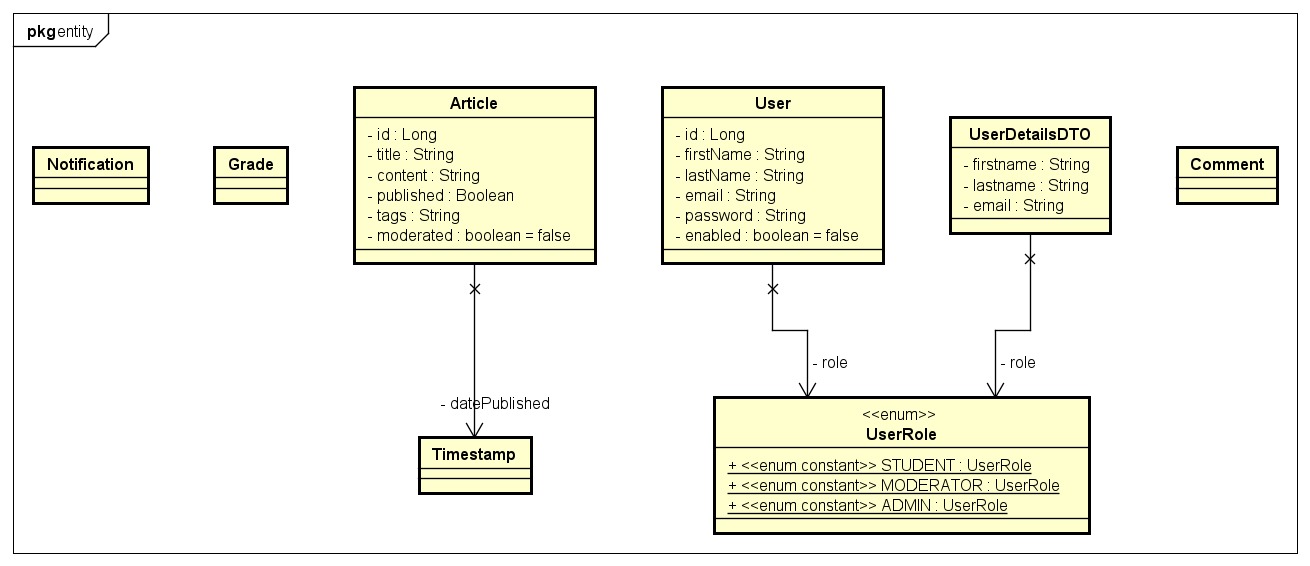 pkg entity
Notification
Grade
Article
- id : Long
- title : String
- content : String
- published : Boolean
- tags : String
- moderated : boolean = false
User
- id : Long
- firstName : String
- lastName : String
- email : String
- password : String
- enabled : boolean = false
UserDetailsDTO
- firstname : String
- lastname : String
- email : String
Comment
- role
- role
- datePublished
Timestamp
<<enum>>
UserRole
+ <<enum constant>> STUDENT : UserRole
+ <<enum constant>> MODERATOR : UserRole
+ <<enum constant>> ADMIN : UserRole